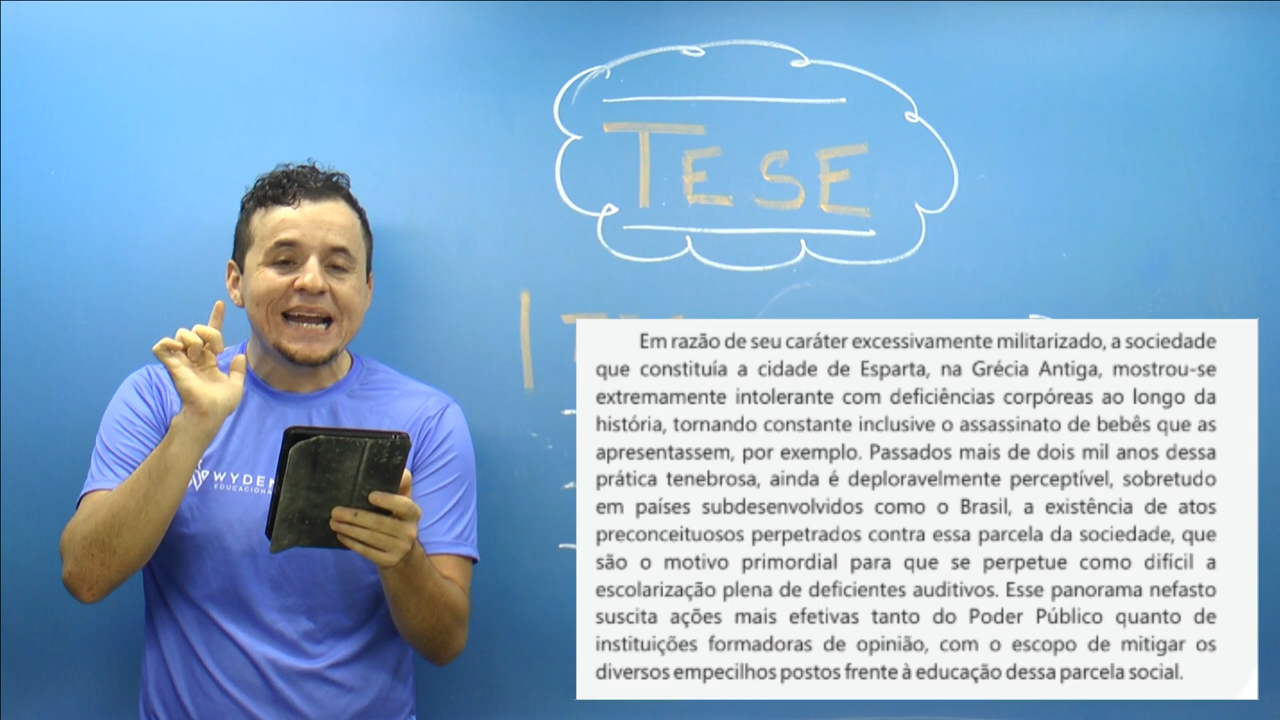 TESE
WYDEN
EDUCACIONAL
Em razão de seu caráter excessivamente militarizado, a sociedade
que constituía a cidade de Esparta, na Grécia Antiga, mostrou-se
extremamente intolerante com deficiências corpóreas ao longo da
história, tornando constante inclusive o assassinato de bebês que as
apresentassem, por exemplo. Passados mais de dois mil anos dessa
prática tenebrosa, ainda é deploravelmente perceptível, sobretudo
em países subdesenvolvidos como o Brasil, a existência de atos
preconceituosos perpetrados contra essa parcela da sociedade, que
são o motivo primordial para que se perpetue como difícil a
escolarização plena de deficientes auditivos. Esse panorama nefasto
suscita ações mais efetivas tanto do Poder Público quanto de
instituições formadoras de opinião, com o escopo de mitigar os
diversos empecilhos postos frente à educação dessa parcela social.